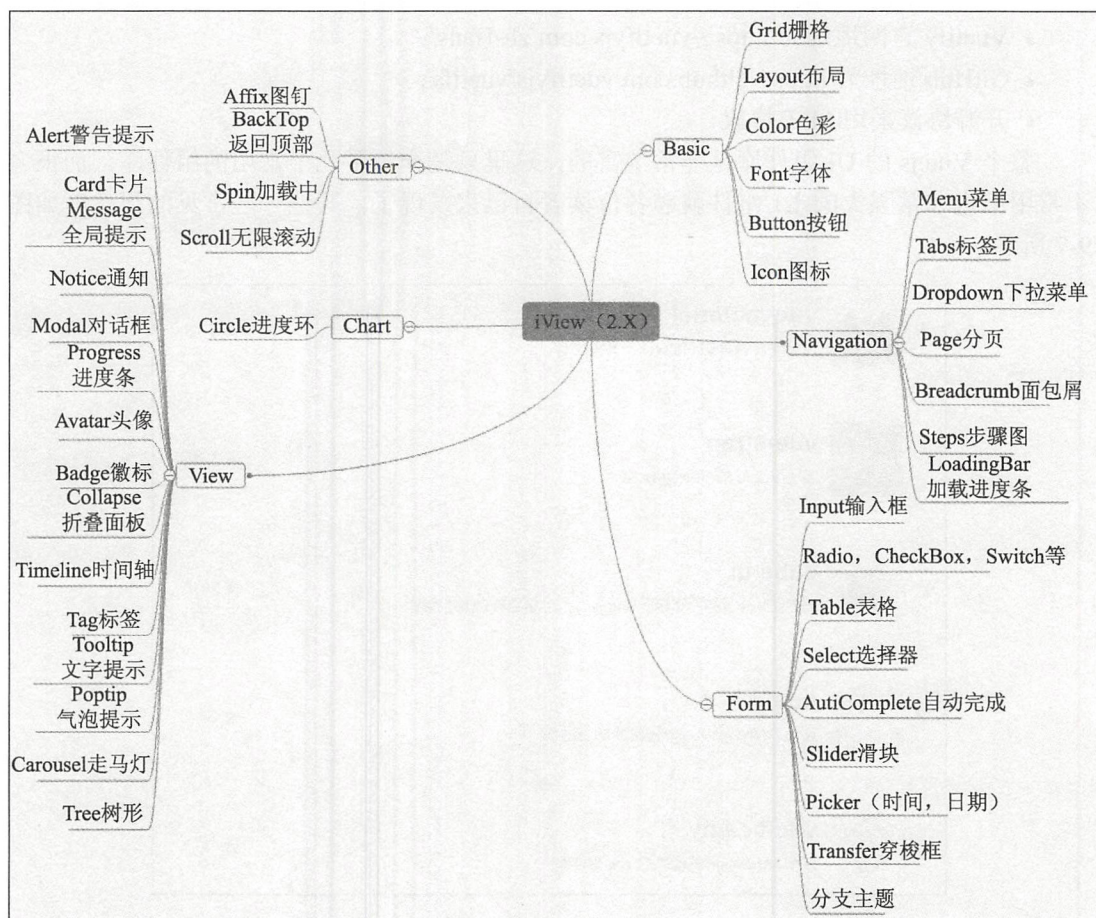 Grid栅格
Layout布局
Color色彩
Font字体
Button按钮
Icon图标
Basic
Affix图钉
BackTop
返回顶部
Spin加载中
Scroll无限滚动
Other
Menu菜单
Tabs标签页
Dropdown下拉菜单
Page分页
Breadcrumb面包屑
Steps步骤图
LoadingBar
加载进度条
Navigation
iView（2.X）
Circle进度环
Chart
Alert警告提示
Card卡片
Message
全局提示
Notice通知
Modal对话框
Progress
进度条
Avatar头像
Badge徽标
Collapse
折叠面板
Timeline时间轴
Tag标签
Tooltip
文字提示
Poptip
气泡提示
Carousel走马灯
Tree树形
View
Input输入框
Radio，CheckBox，Switch等
Table表格
Select选择器
AutiComplete自动完成
Slider滑块
Picker（时间，日期）
Transfer穿梭框
分支主题
Form